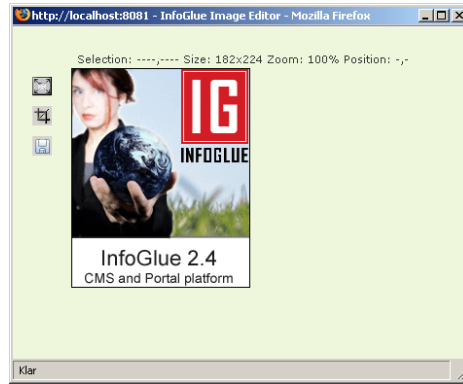 http://localhost:8081 - InfoGlue Image Editor - Mozilla Firefox
Selection: ----,---- Size: 182x224 Zoom: 100% Position: -,-
IG
INFOGLUE
InfoGlue 2.4
CMS and Portal platform
Klar